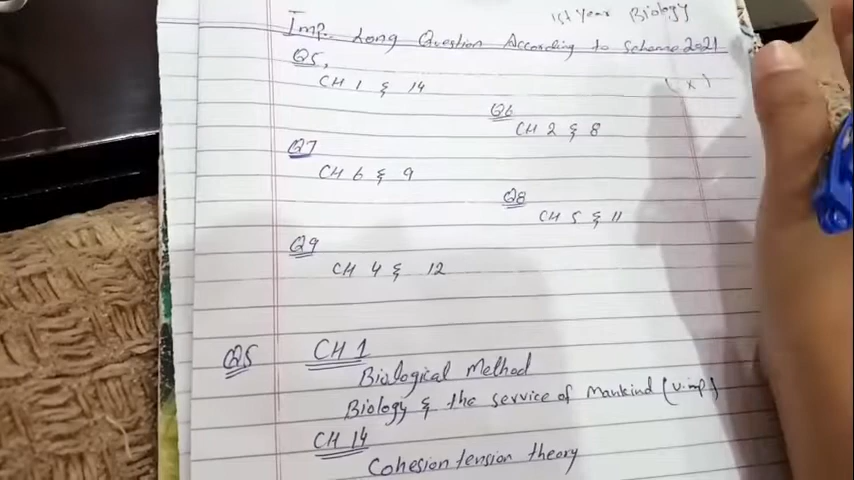 1st year Biology
Imp. Long Question According to Scheme 2021
Q5,
CH 1 & 14
(x)
Q6
CH 2 & 8
Q7
CH 6 & 9
Q8
CH 5 & 11
Q9
CH 4 & 12
Q5 CH 1
Biological Method
Biology & the service of Mankind (v.imp)
CH 14
Cohesion tension theory